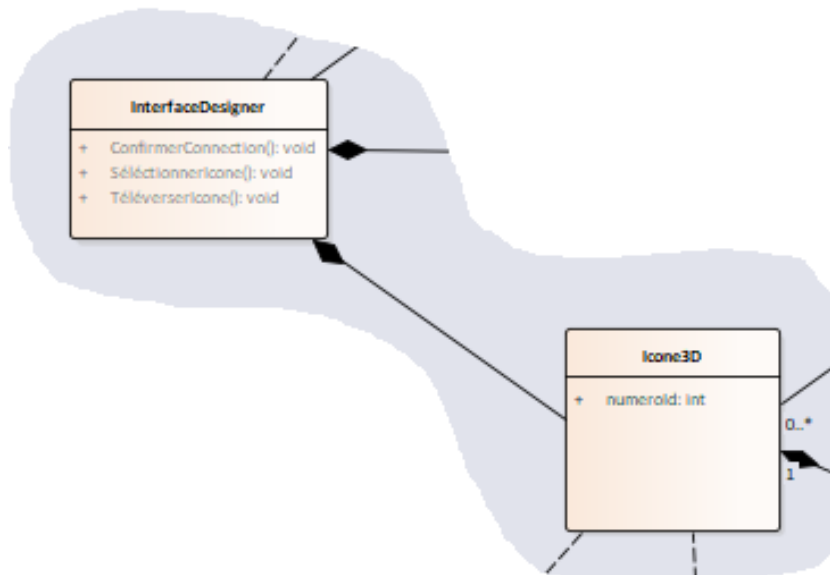 InterfaceDesigner
+ ConfirmerConnection(): void
+ SéléctionnerIcone(): void
+ TéléverserIcone(): void
Icone3D
+ numeroId: int
0..*
1